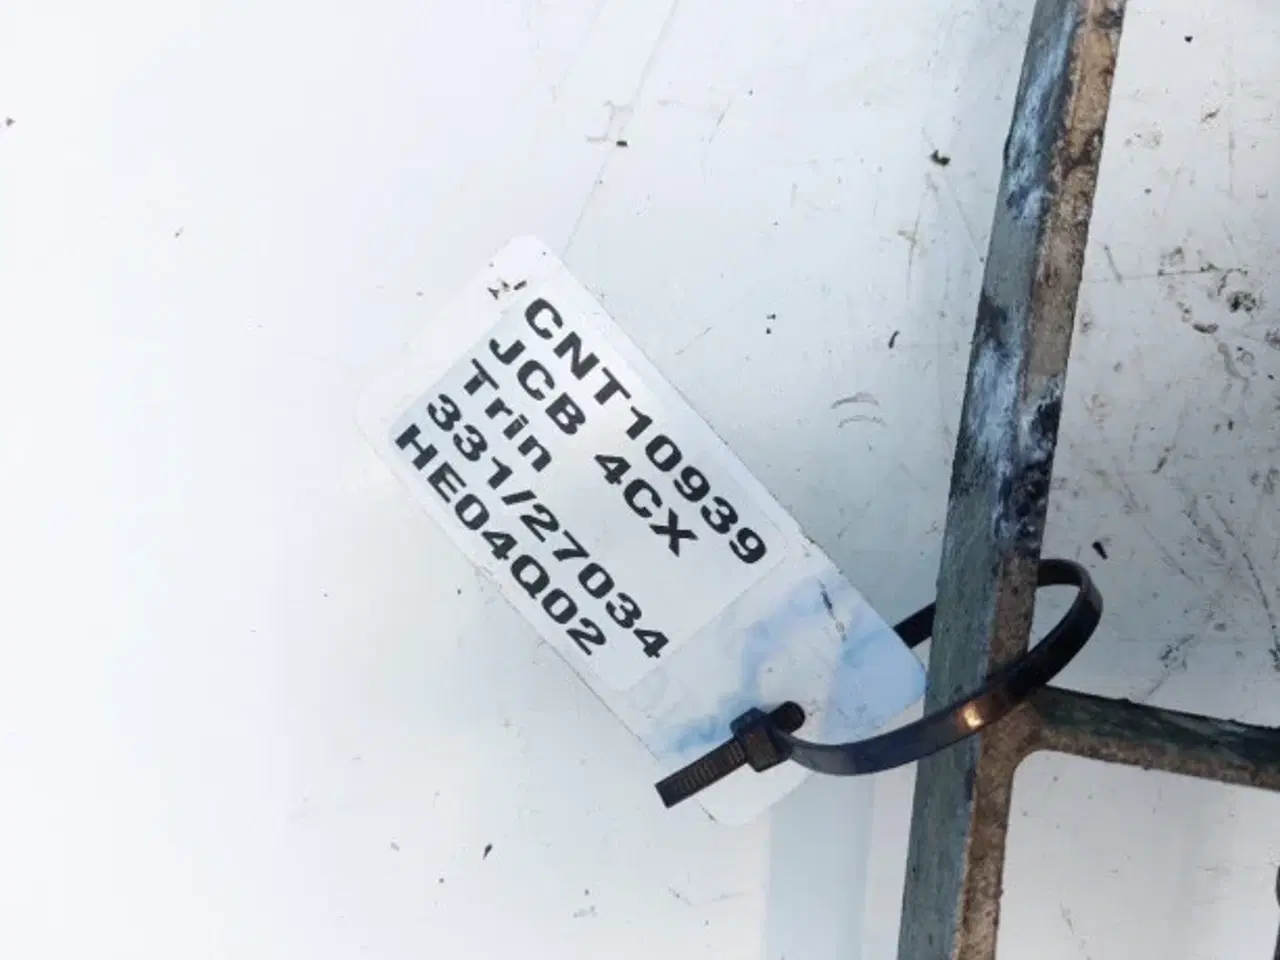 CNT10939
JCB 4CX
Trin
331/27034
HE04Q02